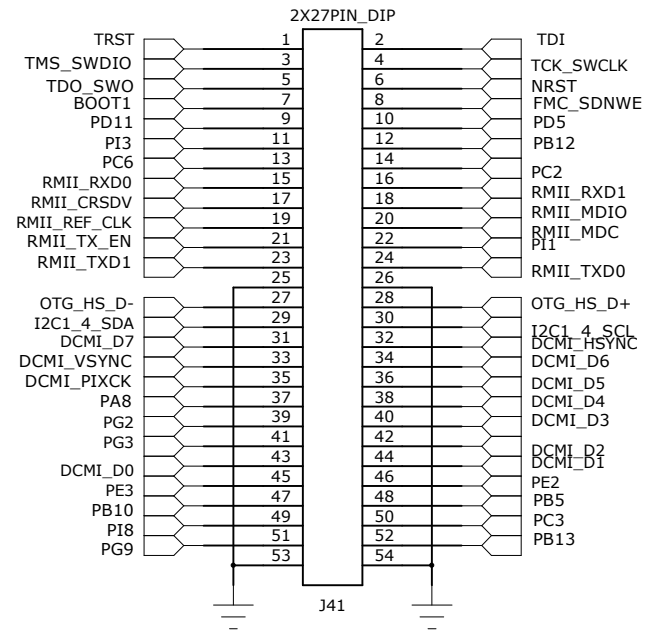 2X27PIN_DIP
TRST 1 2 TDI
TMS_SWDIO 3 4 TCK_SWCLK
TDO_SWO 5 6 NRST
BOOT1 7 8 FMC_SDNWE
PD11 9 10 PD5
PI3 11 12 PB12
PC6 13 14 PC2
RMII_RXD0 15 16 RMII_RXD1
RMII_CRSDV 17 18 RMII_MDIO
RMII_REF_CLK 19 20 RMII_MDC
RMII_TX_EN 21 22 PI1
RMII_TXD1 23 24 RMII_TXD0
25 26
OTG_HS_D- 27 28 OTG_HS_D+
I2C1_4_SDA 29 30 I2C1_4_SCL
DCMI_D7 31 32 DCMI_HSYNC
DCMI_VSYNC 33 34 DCMI_D6
DCMI_PIXCK 35 36 DCMI_D5
PA8 37 38 DCMI_D4
PG2 39 40 DCMI_D3
PG3 41 42 DCMI_D2
43 44 DCMI_D1
DCMI_D0 45 46 PE2
PE3 47 48 PB5
PB10 49 50 PC3
PI8 51 52 PB13
PG9 53 54
J41